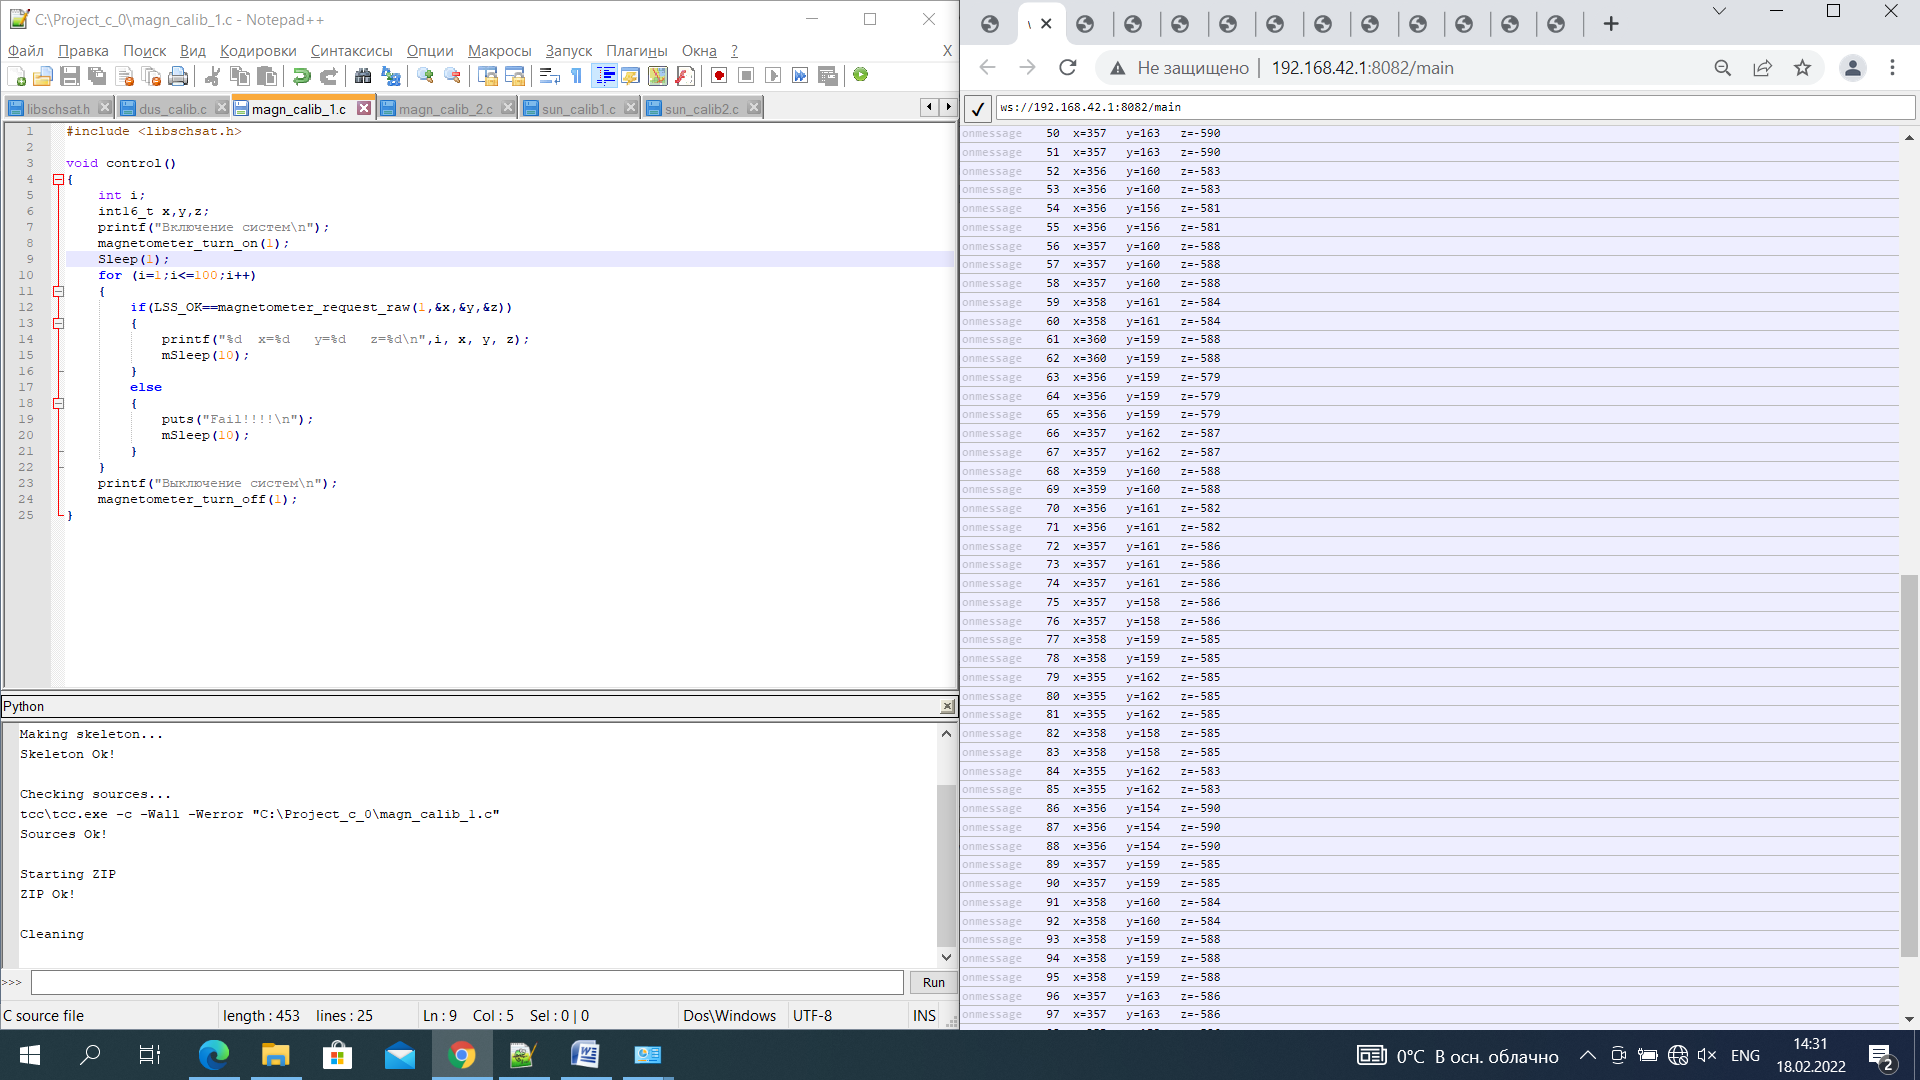 C:\Project_c_0\magn_calib_1.c - Notepad++
Файл Правка Поиск Вид Кодировки Синтаксисы Опции Макросы Запуск Плагины Окна ? X
libschsat.h dus_calib.c magn_calib_1.c magn_calib_2.c sun_calib1.c sun_calib2.c
1 #include <libschsat.h>
2
3 void control()
4 {
5 int i;
6 int16_t x,y,z;
7 printf("Включение систем\n");
8 magnetometer_turn_on(1);
9 Sleep(1);
10 for (i=1;i<=100;i++)
11 {
12 if(LSS_OK==magnetometer_request_raw(1,&x,&y,&z))
13 {
14 printf("%d  x=%d   y=%d   z=%d\n",i, x, y, z);
15 mSleep(10);
16 }
17 else
18 {
19 puts("Fail!!!!\n");
20 mSleep(10);
21 }
22 }
23 printf("Выключение систем\n");
24 magnetometer_turn_off(1);
25 }
Python
Making skeleton...
Skeleton Ok!
Checking sources...
tcc\tcc.exe -c -Wall -Werror "C:\Project_c_0\magn_calib_1.c"
Sources Ok!
Starting ZIP
ZIP Ok!
Cleaning
>>> Run
C source file length : 453 lines : 25 Ln : 9 Col : 5 Sel : 0 | 0 Dos\Windows UTF-8 INS
Не защищено 192.168.42.1:8082/main
ws://192.168.42.1:8082/main
onmessage 50 x=357 y=163 z=-590
onmessage 51 x=357 y=163 z=-590
onmessage 52 x=356 y=160 z=-583
onmessage 53 x=356 y=160 z=-583
onmessage 54 x=356 y=156 z=-581
onmessage 55 x=356 y=156 z=-581
onmessage 56 x=357 y=160 z=-588
onmessage 57 x=357 y=160 z=-588
onmessage 58 x=357 y=160 z=-588
onmessage 59 x=358 y=161 z=-584
onmessage 60 x=358 y=161 z=-584
onmessage 61 x=360 y=159 z=-588
onmessage 62 x=360 y=159 z=-588
onmessage 63 x=356 y=159 z=-579
onmessage 64 x=356 y=159 z=-579
onmessage 65 x=356 y=159 z=-579
onmessage 66 x=357 y=162 z=-587
onmessage 67 x=357 y=162 z=-587
onmessage 68 x=359 y=160 z=-588
onmessage 69 x=359 y=160 z=-588
onmessage 70 x=356 y=161 z=-582
onmessage 71 x=356 y=161 z=-582
onmessage 72 x=357 y=161 z=-586
onmessage 73 x=357 y=161 z=-586
onmessage 74 x=357 y=161 z=-586
onmessage 75 x=357 y=158 z=-586
onmessage 76 x=357 y=158 z=-586
onmessage 77 x=358 y=159 z=-585
onmessage 78 x=358 y=159 z=-585
onmessage 79 x=355 y=162 z=-585
onmessage 80 x=355 y=162 z=-585
onmessage 81 x=355 y=162 z=-585
onmessage 82 x=358 y=158 z=-585
onmessage 83 x=358 y=158 z=-585
onmessage 84 x=355 y=162 z=-583
onmessage 85 x=355 y=162 z=-583
onmessage 86 x=356 y=154 z=-590
onmessage 87 x=356 y=154 z=-590
onmessage 88 x=356 y=154 z=-590
onmessage 89 x=357 y=159 z=-585
onmessage 90 x=357 y=159 z=-585
onmessage 91 x=358 y=160 z=-584
onmessage 92 x=358 y=160 z=-584
onmessage 93 x=358 y=159 z=-588
onmessage 94 x=358 y=159 z=-588
onmessage 95 x=358 y=159 z=-588
onmessage 96 x=357 y=163 z=-586
onmessage 97 x=357 y=163 z=-586
0°C В осн. облачно ENG 14:31
18.02.2022 2